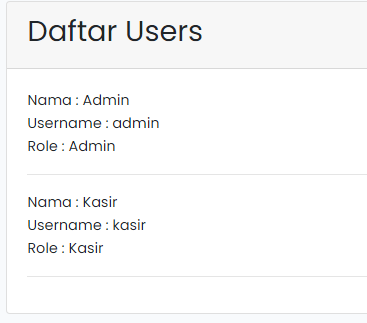 Daftar Users
Nama : Admin
Username : admin
Role : Admin
Nama : Kasir
Username : kasir
Role : Kasir